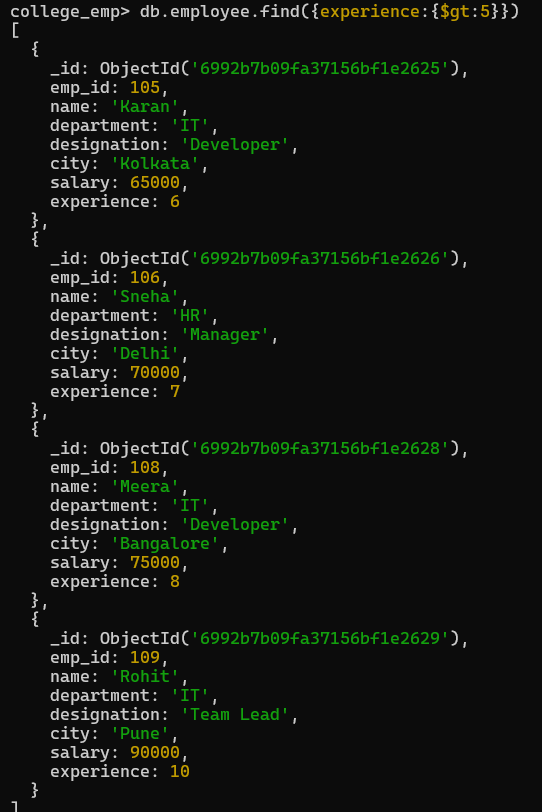 college_emp> db.employee.find({experience:{$gt:5}})
[
  {
    _id: ObjectId('6992b7b09fa37156bf1e2625'),
    emp_id: 105,
    name: 'Karan',
    department: 'IT',
    designation: 'Developer',
    city: 'Kolkata',
    salary: 65000,
    experience: 6
  },
  {
    _id: ObjectId('6992b7b09fa37156bf1e2626'),
    emp_id: 106,
    name: 'Sneha',
    department: 'HR',
    designation: 'Manager',
    city: 'Delhi',
    salary: 70000,
    experience: 7
  },
  {
    _id: ObjectId('6992b7b09fa37156bf1e2628'),
    emp_id: 108,
    name: 'Meera',
    department: 'IT',
    designation: 'Developer',
    city: 'Bangalore',
    salary: 75000,
    experience: 8
  },
  {
    _id: ObjectId('6992b7b09fa37156bf1e2629'),
    emp_id: 109,
    name: 'Rohit',
    department: 'IT',
    designation: 'Team Lead',
    city: 'Pune',
    salary: 90000,
    experience: 10
  }
]